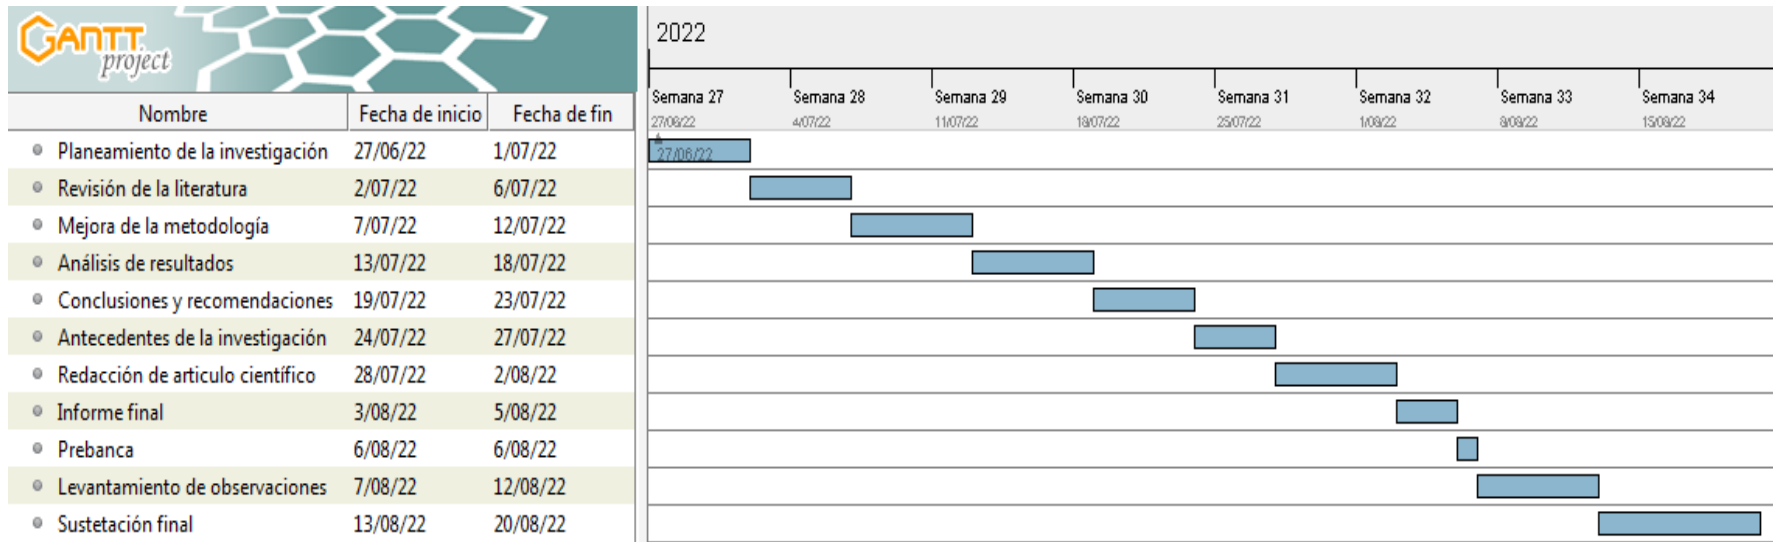 GANTT
project
2022
Semana 27 Semana 28 Semana 29 Semana 30 Semana 31 Semana 32 Semana 33 Semana 34
27/06/22 4/07/22 11/07/22 18/07/22 25/07/22 1/08/22 8/08/22 15/08/22
Nombre Fecha de inicio Fecha de fin
Planeamiento de la investigación 27/06/22 1/07/22 27/06/22
Revisión de la literatura 2/07/22 6/07/22
Mejora de la metodología 7/07/22 12/07/22
Análisis de resultados 13/07/22 18/07/22
Conclusiones y recomendaciones 19/07/22 23/07/22
Antecedentes de la investigación 24/07/22 27/07/22
Redacción de articulo científico 28/07/22 2/08/22
Informe final 3/08/22 5/08/22
Prebanca 6/08/22 6/08/22
Levantamiento de observaciones 7/08/22 12/08/22
Sustetación final 13/08/22 20/08/22